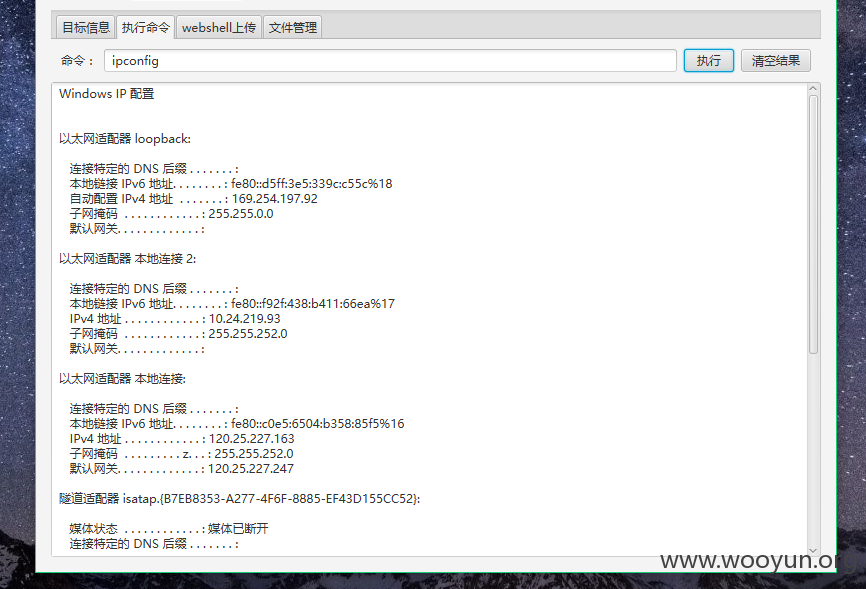 目标信息 执行命令 webshell上传 文件管理
命令： ipconfig 执行 清空结果
Windows IP 配置
以太网适配器 loopback:
连接特定的 DNS 后缀 . . . . . . . :
本地链接 IPv6 地址. . . . . . . . : fe80::d5ff:3e5:339c:c55c%18
自动配置 IPv4 地址 . . . . . . . : 169.254.197.92
子网掩码 . . . . . . . . . . . . : 255.255.0.0
默认网关. . . . . . . . . . . . . :
以太网适配器 本地连接 2:
连接特定的 DNS 后缀 . . . . . . . :
本地链接 IPv6 地址. . . . . . . . : fe80::f92f:438:b411:66ea%17
IPv4 地址 . . . . . . . . . . . . : 10.24.219.93
子网掩码 . . . . . . . . . . . . : 255.255.252.0
默认网关. . . . . . . . . . . . . :
以太网适配器 本地连接:
连接特定的 DNS 后缀 . . . . . . . :
本地链接 IPv6 地址. . . . . . . . : fe80::c0e5:6504:b358:85f5%16
IPv4 地址 . . . . . . . . . . . . : 120.25.227.163
子网掩码 . . . . . . . . . z. . . : 255.255.252.0
默认网关. . . . . . . . . . . . . : 120.25.227.247
隧道适配器 isatap.{B7EB8353-A277-4F6F-8885-EF43D155CC52}:
媒体状态 . . . . . . . . . . . . : 媒体已断开
连接特定的 DNS 后缀 . . . . . . . :
www.wooyun.or